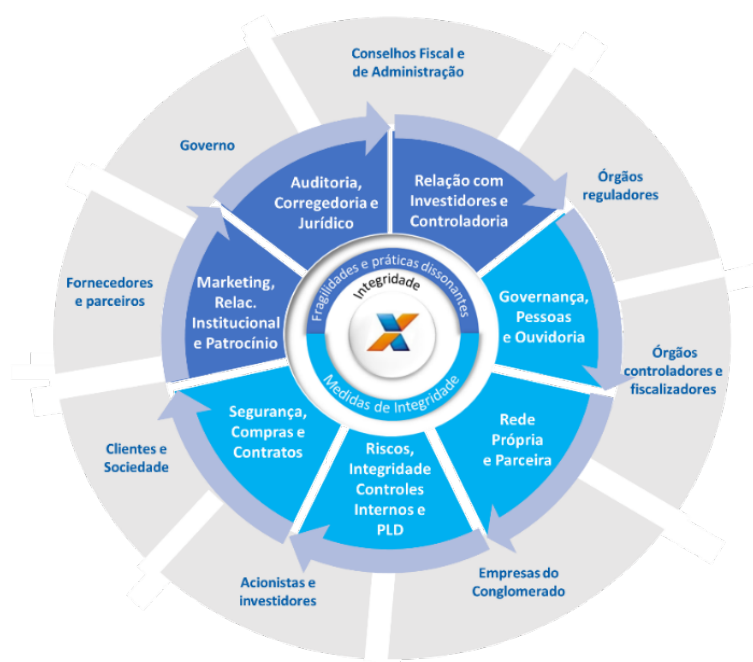 Conselhos Fiscal e
de Administração
Governo
Órgãos
reguladores
Fornecedores
e parceiros
Órgãos
controladores e
fiscalizadores
Clientes e
Sociedade
Empresas do
Conglomerado
Acionistas e
investidores
Auditoria,
Corregedoria e
Jurídico
Relação com
Investidores e
Controladoria
Marketing,
Relac.
Institucional
e Patrocínio
Governança,
Pessoas
e Ouvidoria
Segurança,
Compras e
Contratos
Rede
Própria
e Parceira
Riscos,
Integridade
Controles
Internos e
PLD
Fragilidades e práticas dissonantes
Integridade
Medidas de Integridade